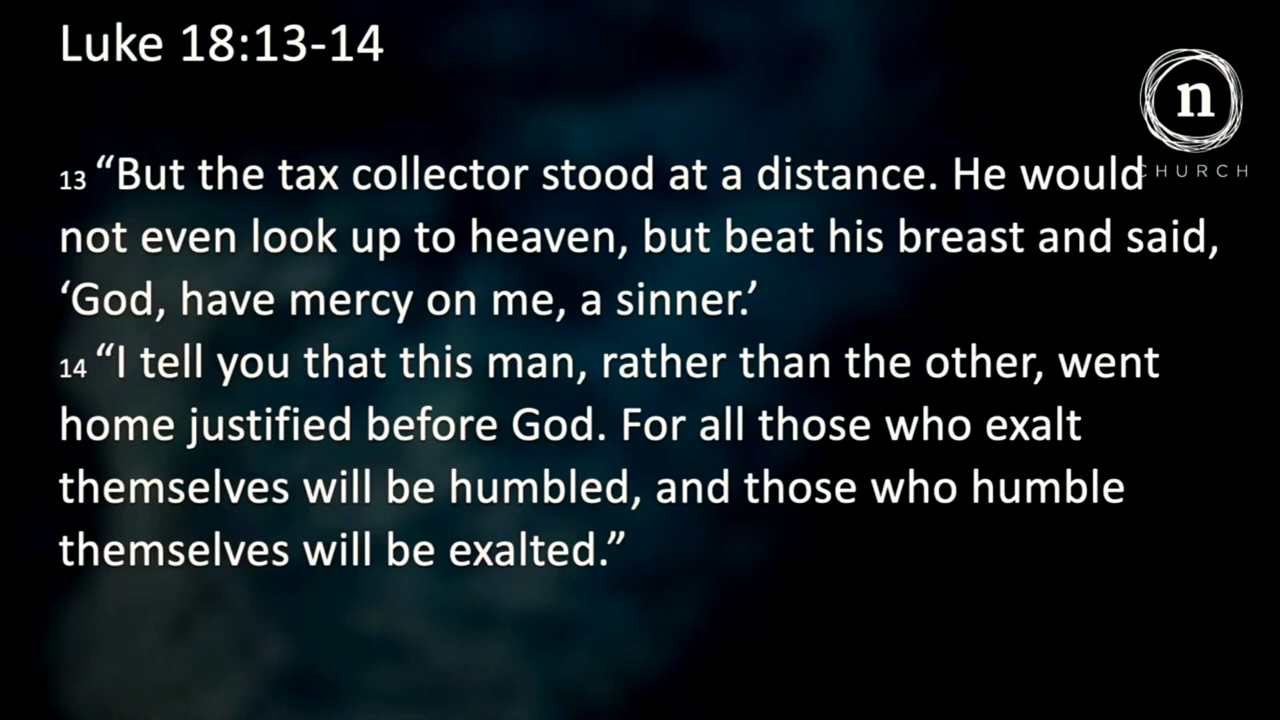 Luke 18:13-14
n
CHURCH
13 “But the tax collector stood at a distance. He would
not even look up to heaven, but beat his breast and said,
‘God, have mercy on me, a sinner.’
14 “I tell you that this man, rather than the other, went
home justified before God. For all those who exalt
themselves will be humbled, and those who humble
themselves will be exalted.”